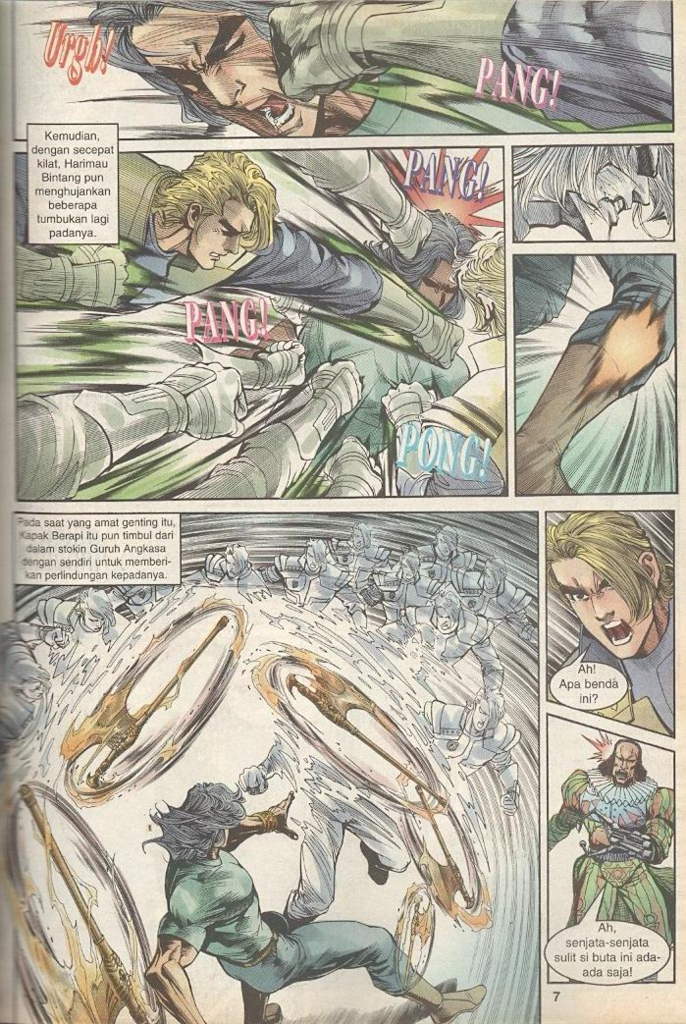 Urgh!
PANG!
Kemudian,
dengan secepat
kilat, Harimau
Bintang pun
menghujankan
beberapa
tumbukan lagi
padanya.
PANG!
PANG!
PONG!
Pada saat yang amat genting itu,
Kapak Berapi itu pun timbul dari
dalam stokin Guruh Angkasa
dengan sendiri untuk memberi-
kan perlindungan kepadanya.
Ah!
Apa benda
ini?
Ah,
senjata-senjata
sulit si buta ini ada-
ada saja!
7